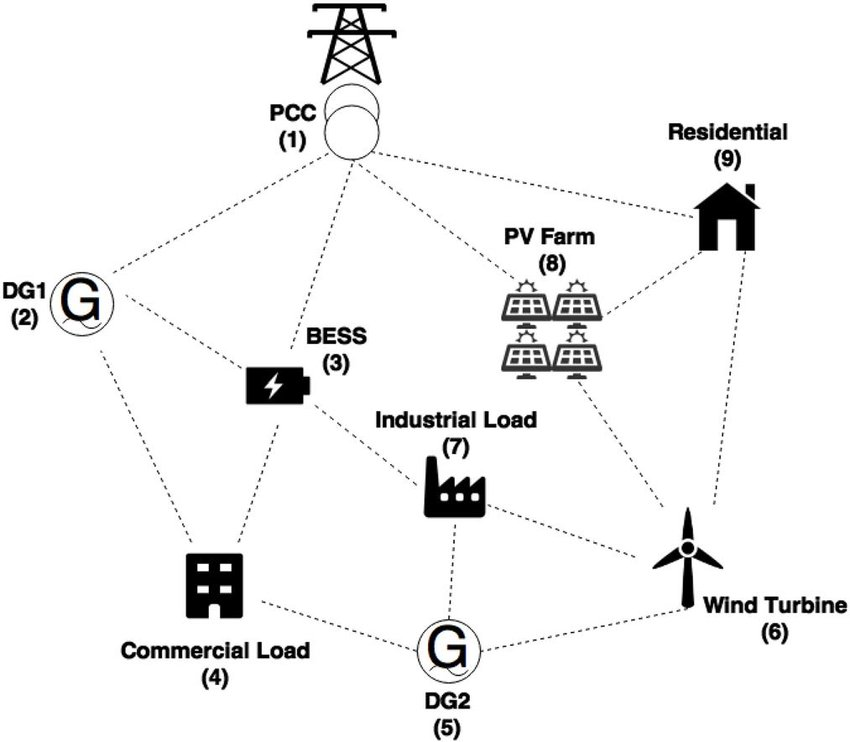 PCC
(1)
Residential
(9)
PV Farm
(8)
DG1
(2)
G
BESS
(3)
Industrial Load
(7)
Wind Turbine
(6)
Commercial Load
(4)
G
DG2
(5)